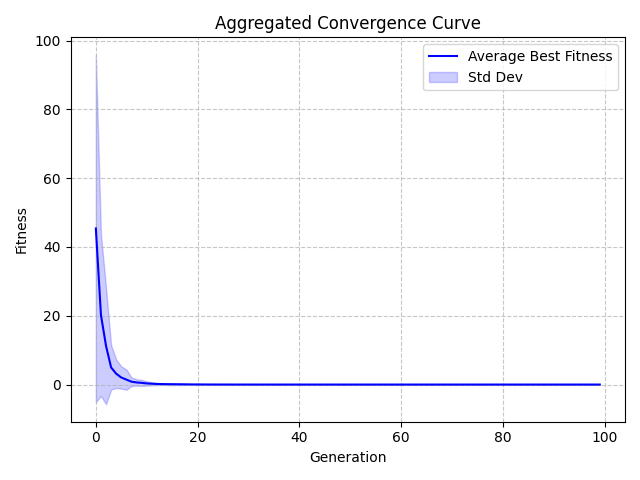 Aggregated Convergence Curve
Average Best Fitness
Std Dev
Fitness
100
80
60
40
20
0
0 20 40 60 80 100
Generation